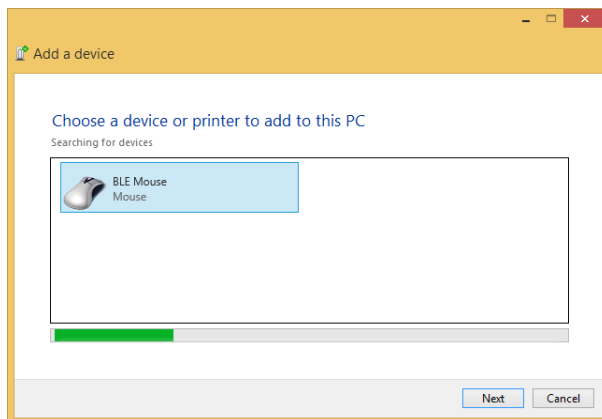 Add a device
Choose a device or printer to add to this PC
Searching for devices
BLE Mouse
Mouse
Next Cancel